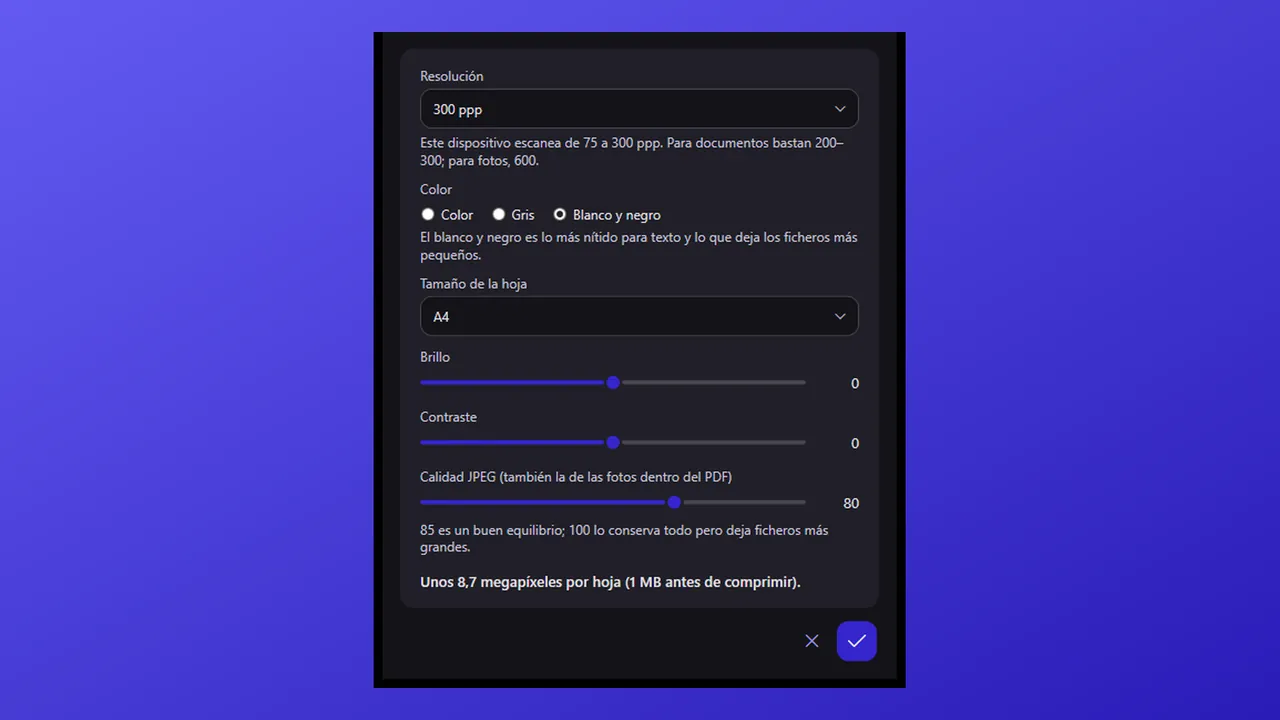 Resolución
300 ppp
Este dispositivo escanea de 75 a 300 ppp. Para documentos bastan 200–
300; para fotos, 600.
Color
Color Gris Blanco y negro
El blanco y negro es lo más nítido para texto y lo que deja los ficheros más
pequeños.
Tamaño de la hoja
A4
Brillo
0
Contraste
0
Calidad JPEG (también la de las fotos dentro del PDF)
80
85 es un buen equilibrio; 100 lo conserva todo pero deja ficheros más
grandes.
Unos 8,7 megapíxeles por hoja (1 MB antes de comprimir).